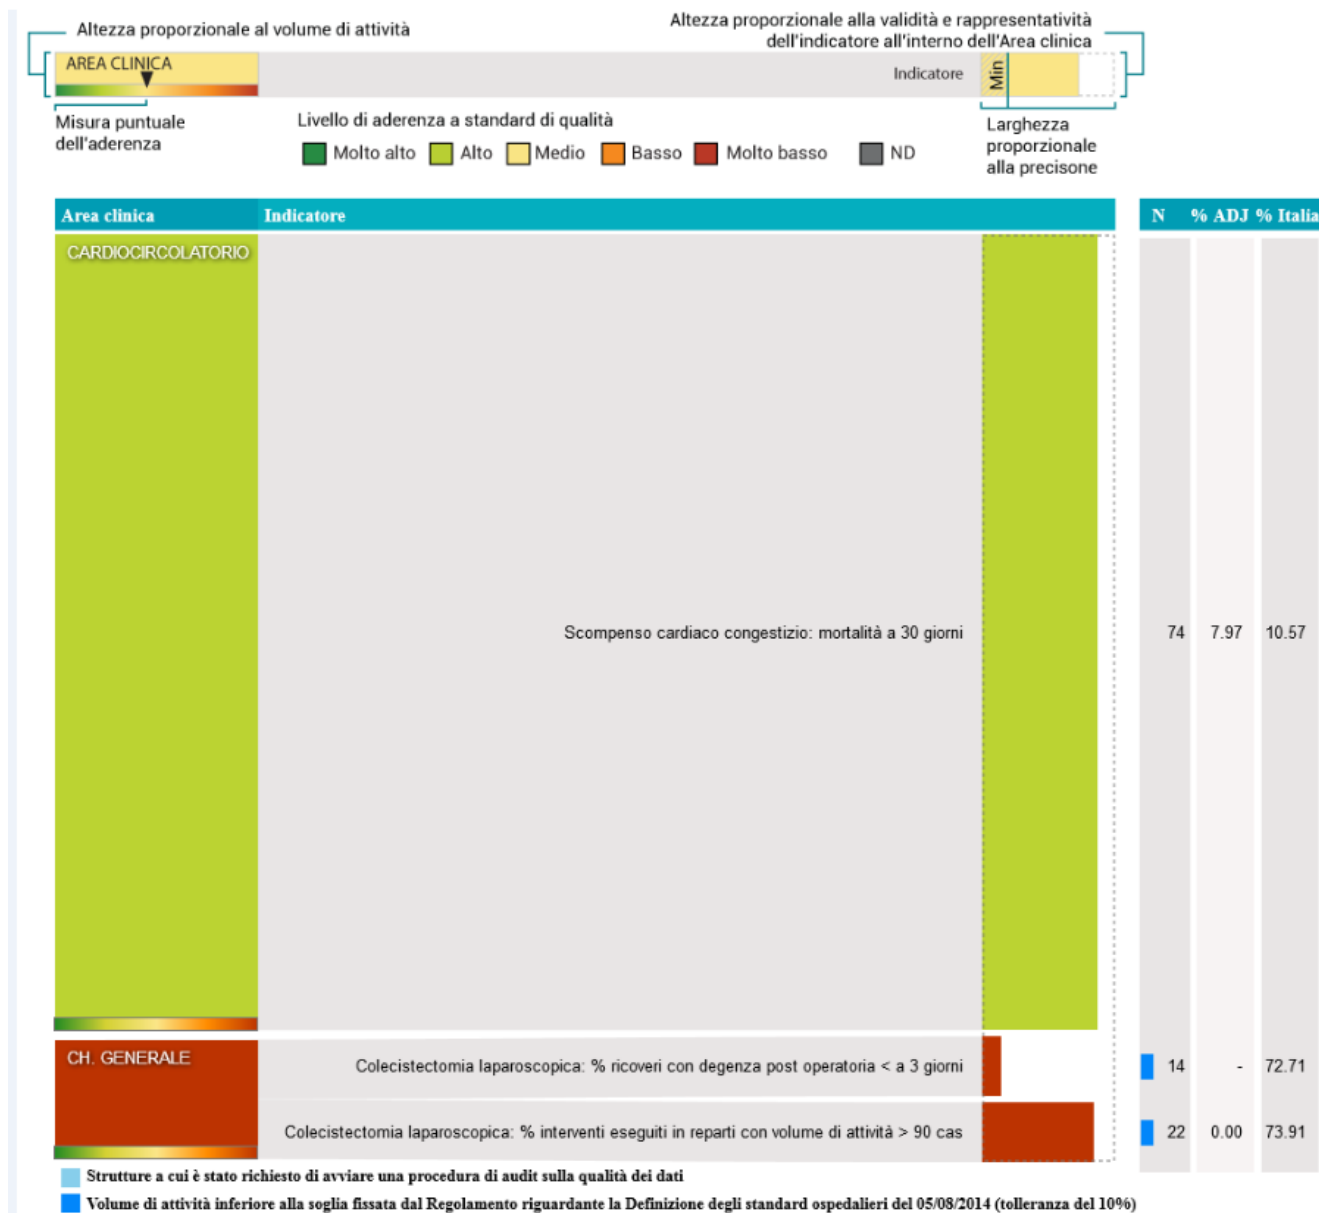 Altezza proporzionale al volume di attività
Altezza proporzionale alla validità e rappresentatività
dell'indicatore all'interno dell'Area clinica
AREA CLINICA
Indicatore
Min
Misura puntuale
dell'aderenza
Livello di aderenza a standard di qualità
Molto alto Alto Medio Basso Molto basso ND
Larghezza
proporzionale
alla precisone
Area clinica Indicatore N % ADJ % Italia
CARDIOCIRCOLATORIO
Scompenso cardiaco congestizio: mortalità a 30 giorni 74 7.97 10.57
CH. GENERALE
Colecistectomia laparoscopica: % ricoveri con degenza post operatoria < a 3 giorni 14 - 72.71
Colecistectomia laparoscopica: % interventi eseguiti in reparti con volume di attività > 90 cas 22 0.00 73.91
Strutture a cui è stato richiesto di avviare una procedura di audit sulla qualità dei dati
Volume di attività inferiore alla soglia fissata dal Regolamento riguardante la Definizione degli standard ospedalieri del 05/08/2014 (tolleranza del 10%)